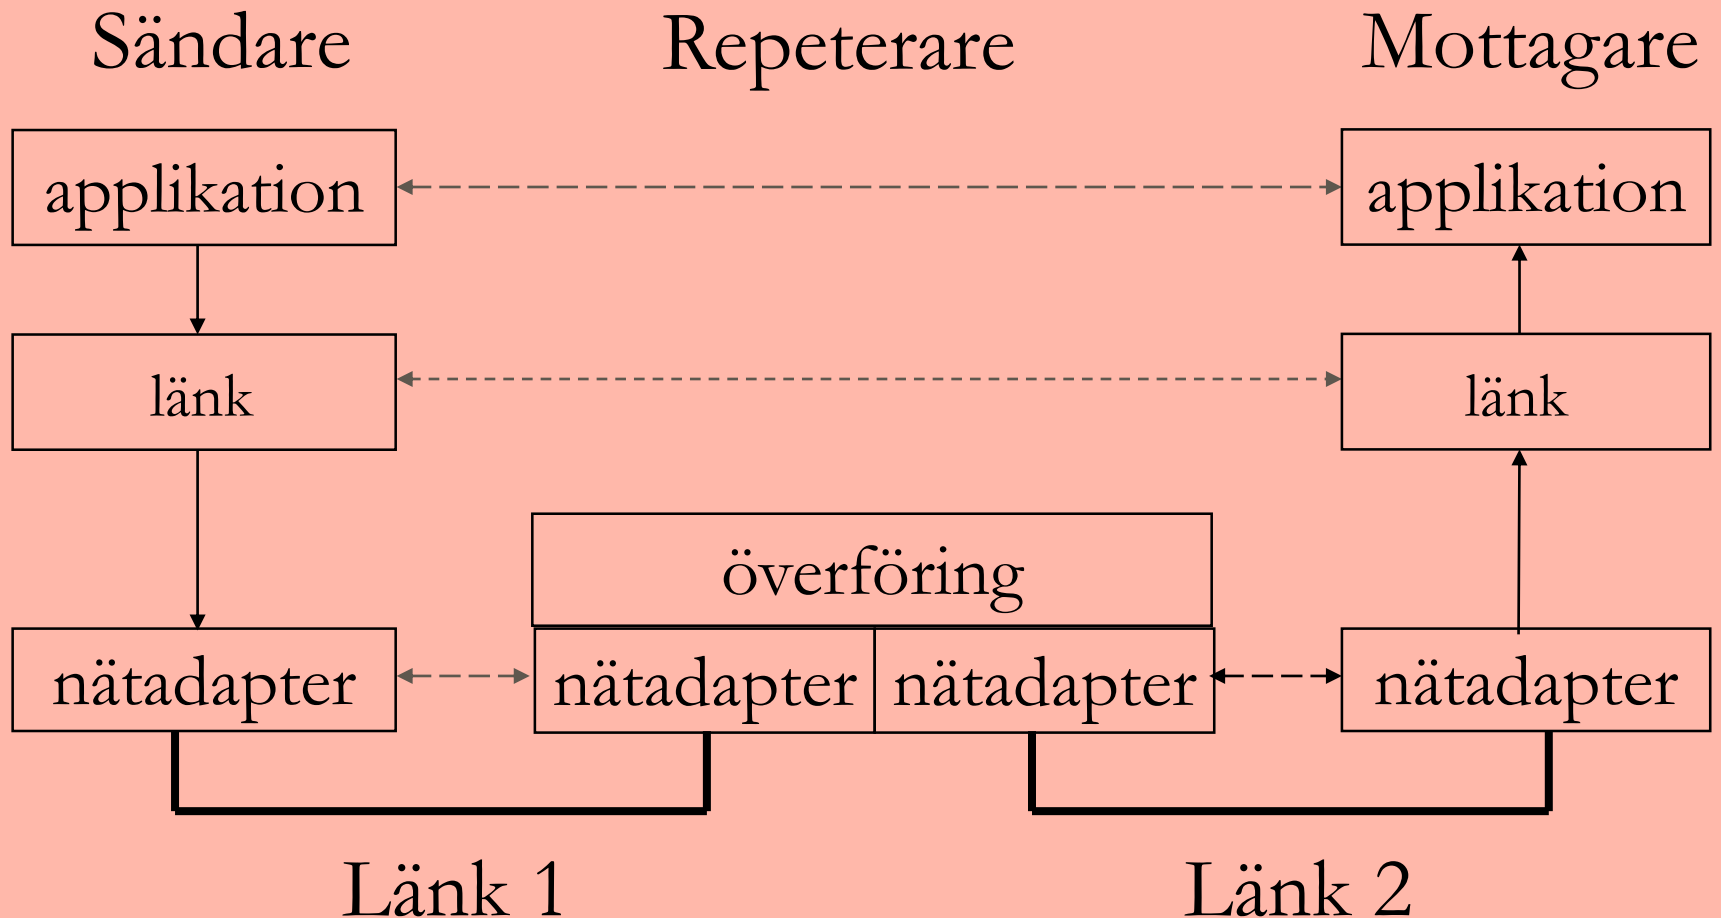 Sändare
Repeterare
Mottagare
applikation
applikation
länk
länk
överföring
nätadapter
nätadapter
nätadapter
nätadapter
Länk 1
Länk 2